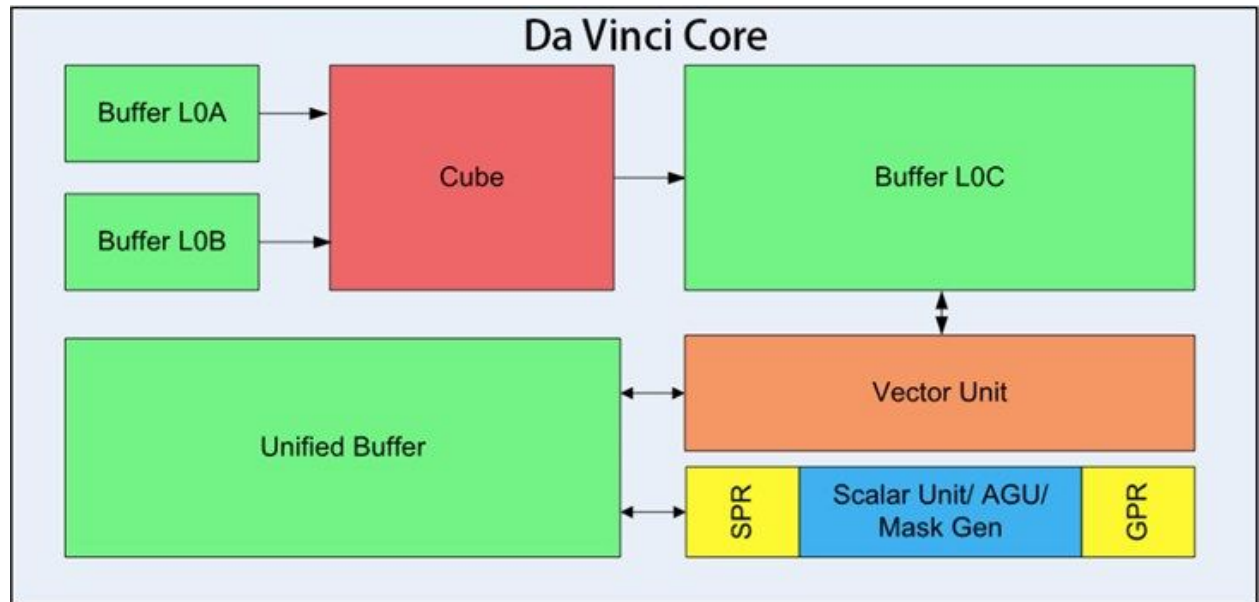 Da Vinci Core
Buffer L0A
Cube
Buffer L0C
Buffer L0B
Vector Unit
Unified Buffer
SPR
Scalar Unit/ AGU/
Mask Gen
GPR